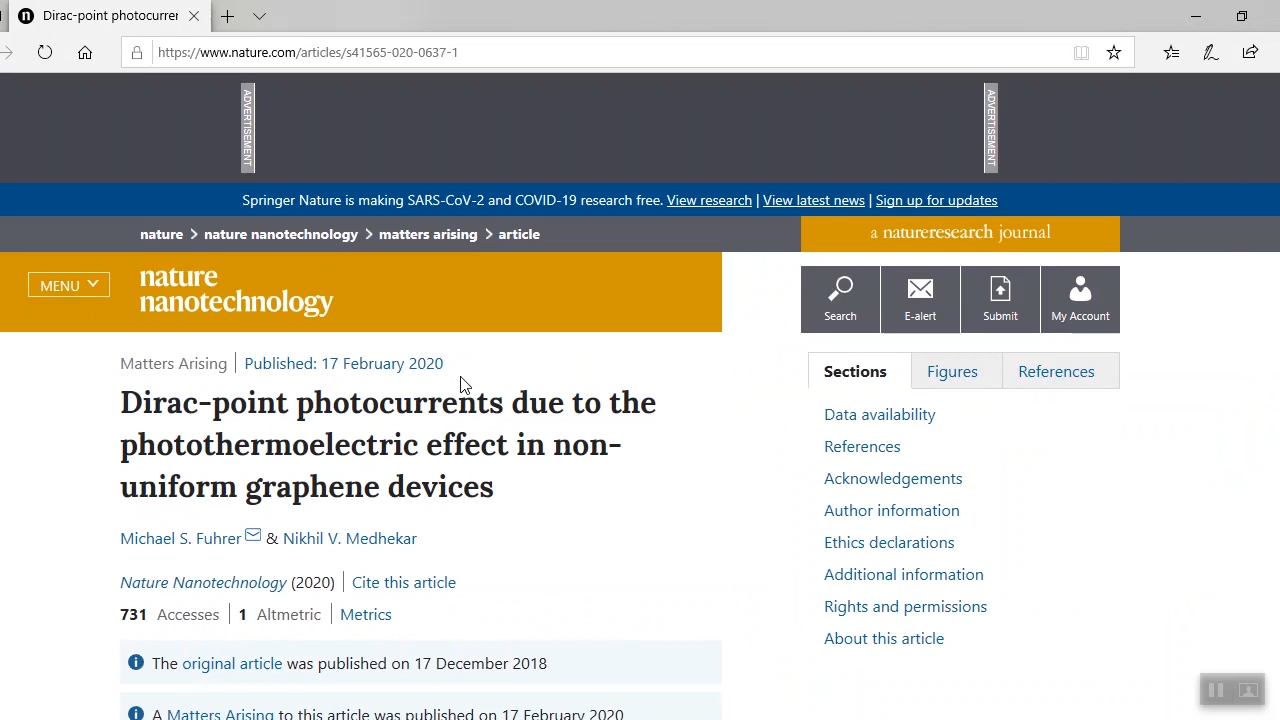 Dirac-point photocurrer
https://www.nature.com/articles/s41565-020-0637-1
ADVERTISEMENT
ADVERTISEMENT
Springer Nature is making SARS-CoV-2 and COVID-19 research free. View research | View latest news | Sign up for updates
nature > nature nanotechnology > matters arising > article
a natureresearch journal
MENU
nature
nanotechnology
Search
E-alert
Submit
My Account
Matters Arising | Published: 17 February 2020
Dirac-point photocurrents due to the
photothermoelectric effect in non-
uniform graphene devices
Michael S. Fuhrer & Nikhil V. Medhekar
Nature Nanotechnology (2020) | Cite this article
731 Accesses | 1 Altmetric | Metrics
The original article was published on 17 December 2018
A Matters Arising to this article was published on 17 February 2020
Sections
Figures
References
Data availability
References
Acknowledgements
Author information
Ethics declarations
Additional information
Rights and permissions
About this article